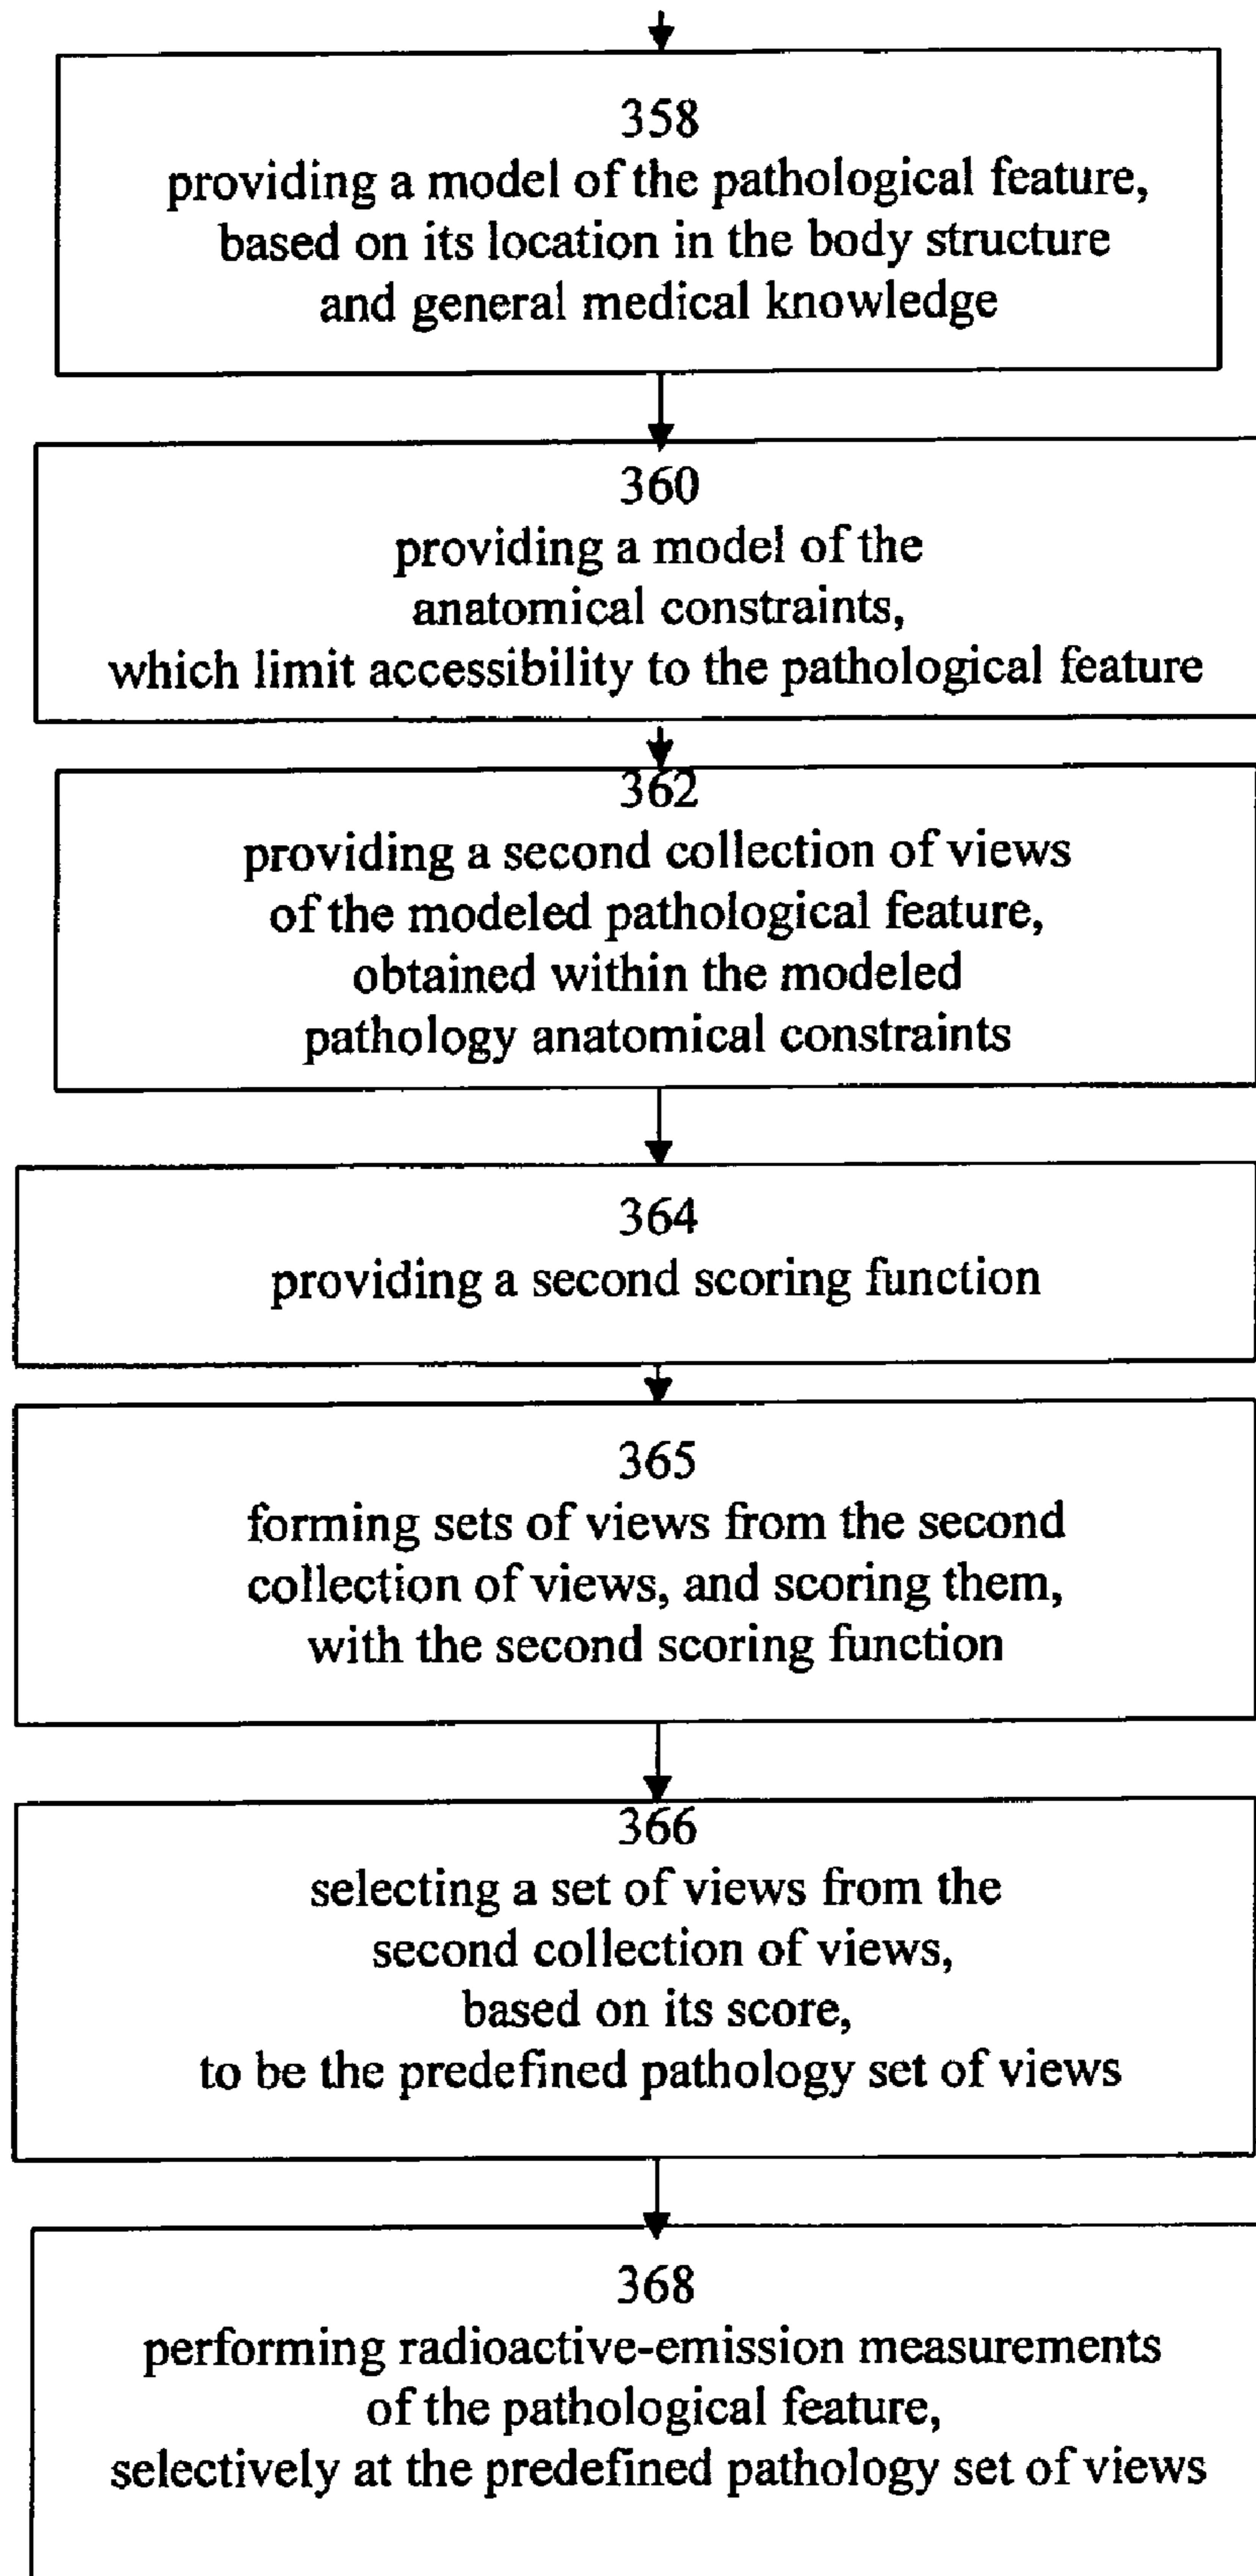 358
providing a model of the pathological feature,
based on its location in the body structure
and general medical knowledge
360
providing a model of the
anatomical constraints,
which limit accessibility to the pathological feature
362
providing a second collection of views
of the modeled pathological feature,
obtained within the modeled
pathology anatomical constraints
364
providing a second scoring function
365
forming sets of views from the second
collection of views, and scoring them,
with the second scoring function
366
selecting a set of views from the
second collection of views,
based on its score,
to be the predefined pathology set of views
368
performing radioactive-emission measurements
of the pathological feature,
selectively at the predefined pathology set of views